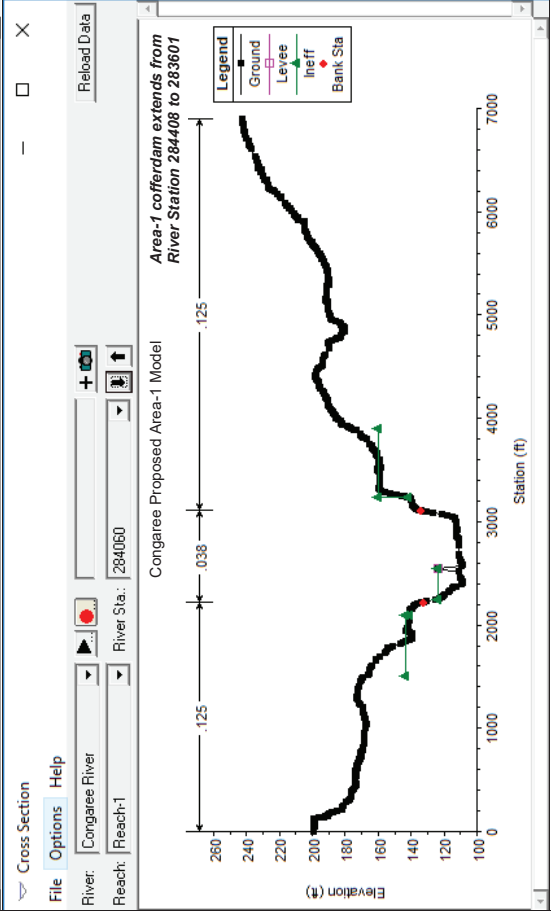 Cross Section
File Options Help
River: Congaree River
Reload Data
Reach: Reach-1 River Sta.: 284060
Congaree Proposed Area-1 Model
Area-1 cofferdam extends from
River Station 284408 to 283601
.125 .038 .125
Legend
Ground
Levee
Ineff
Bank Sta
260
240
220
200
180
160
140
120
100
Elevation (ft)
0 1000 2000 3000 4000 5000 6000 7000
Station (ft)